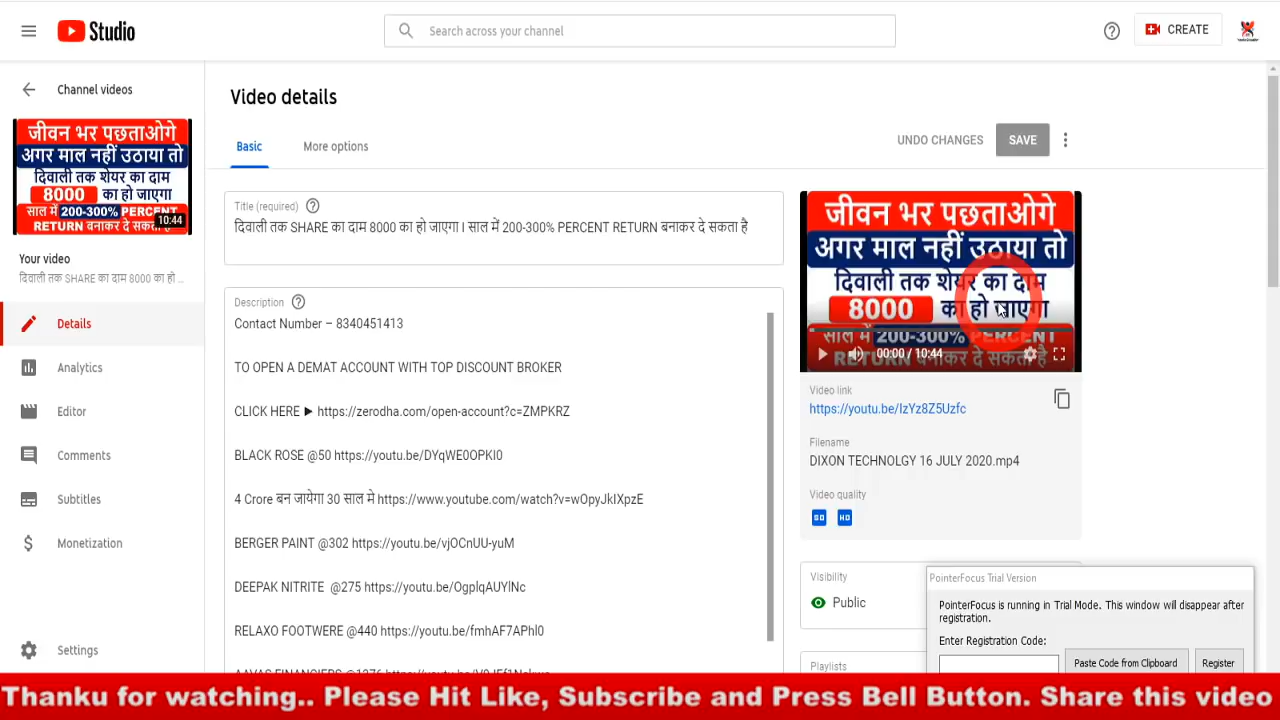 Studio
Search across your channel
CREATE
Channel videos
जीवन भर पछताओगे
अगर माल नहीं उठाया तो
दिवाली तक शेयर का दाम
8000 का हो जाएगा
साल में 200-300% PERCENT
RETURN बनाकर दे सकता है
10:44
Your video
दिवाली तक SHARE का दाम 8000 का हो ...
Details
Analytics
Editor
Comments
Subtitles
Monetization
Settings
Video details
Basic
More options
UNDO CHANGES
SAVE
Title (required)
दिवाली तक SHARE का दाम 8000 का हो जाएगा I साल में 200-300% PERCENT RETURN बनाकर दे सकता है
Description
Contact Number – 8340451413
TO OPEN A DEMAT ACCOUNT WITH TOP DISCOUNT BROKER
CLICK HERE ► https://zerodha.com/open-account?c=ZMPKRZ
BLACK ROSE @50 https://youtu.be/DYqWE0OPKI0
4 Crore बन जायेगा 30 साल मे https://www.youtube.com/watch?v=wOpyJkIXpzE
BERGER PAINT @302 https://youtu.be/vjOCnUU-yuM
DEEPAK NITRITE @275 https://youtu.be/OgplqAUYlNc
RELAXO FOOTWERE @440 https://youtu.be/fmhAF7APhl0
जीवन भर पछताओगे
अगर माल नहीं उठाया तो
दिवाली तक शेयर का दाम
8000 का हो जाएगा
साल में 200-300% PERCENT
RETURN बनाकर दे सकता है
00:00 / 10:44
Video link
https://youtu.be/IzYz8Z5Uzfc
Filename
DIXON TECHNOLGY 16 JULY 2020.mp4
Video quality
SD HD
Visibility
Public
Playlists
PointerFocus Trial Version
PointerFocus is running in Trial Mode. This window will disappear after
registration.
Enter Registration Code:
Paste Code from Clipboard
Register
Thanku for watching.. Please Hit Like, Subscribe and Press Bell Button. Share this video